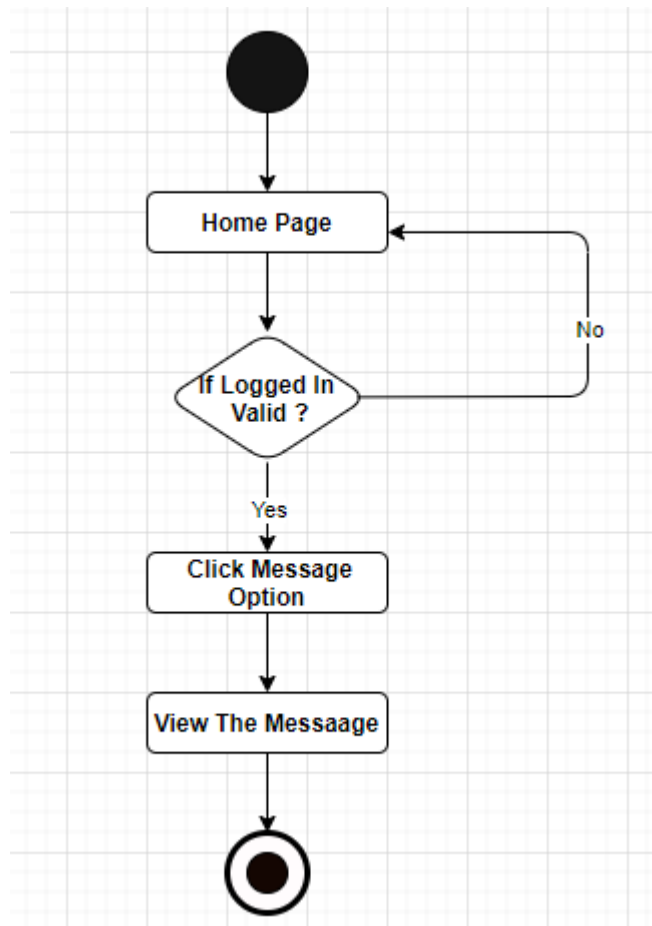 Home Page
No
If Logged In
Valid ?
Yes
Click Message
Option
View The Messaage